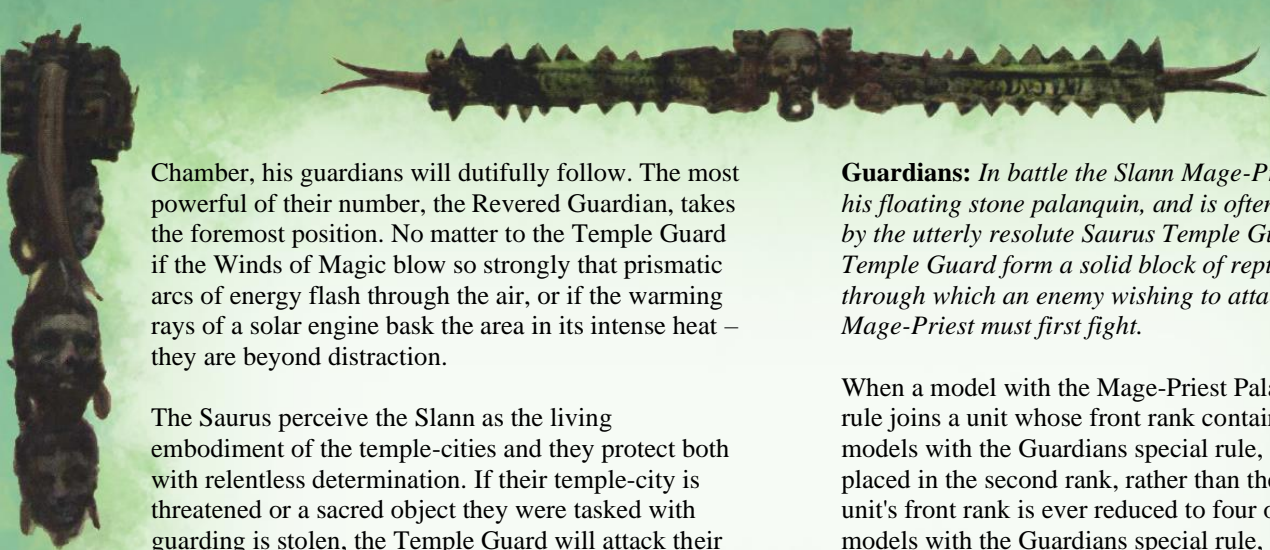 Chamber, his guardians will dutifully follow. The most
powerful of their number, the Revered Guardian, takes
the foremost position. No matter to the Temple Guard
if the Winds of Magic blow so strongly that prismatic
arcs of energy flash through the air, or if the warming
rays of a solar engine bask the area in its intense heat –
they are beyond distraction.
The Saurus perceive the Slann as the living
embodiment of the temple-cities and they protect both
with relentless determination. If their temple-city is
threatened or a sacred object they were tasked with
guarding is stolen, the Temple Guard will attack their
Guardians: In battle the Slann
his floating stone palanquin, and is
by the utterly resolute Saurus Temple
Temple Guard form a solid block of
through which an enemy wishing to
Mage-Priest must first fight.
When a model with the Mage-Priest
rule joins a unit whose front rank
models with the Guardians special rule,
placed in the second rank, rather than
unit's front rank is ever reduced to four
models with the Guardians special rule,